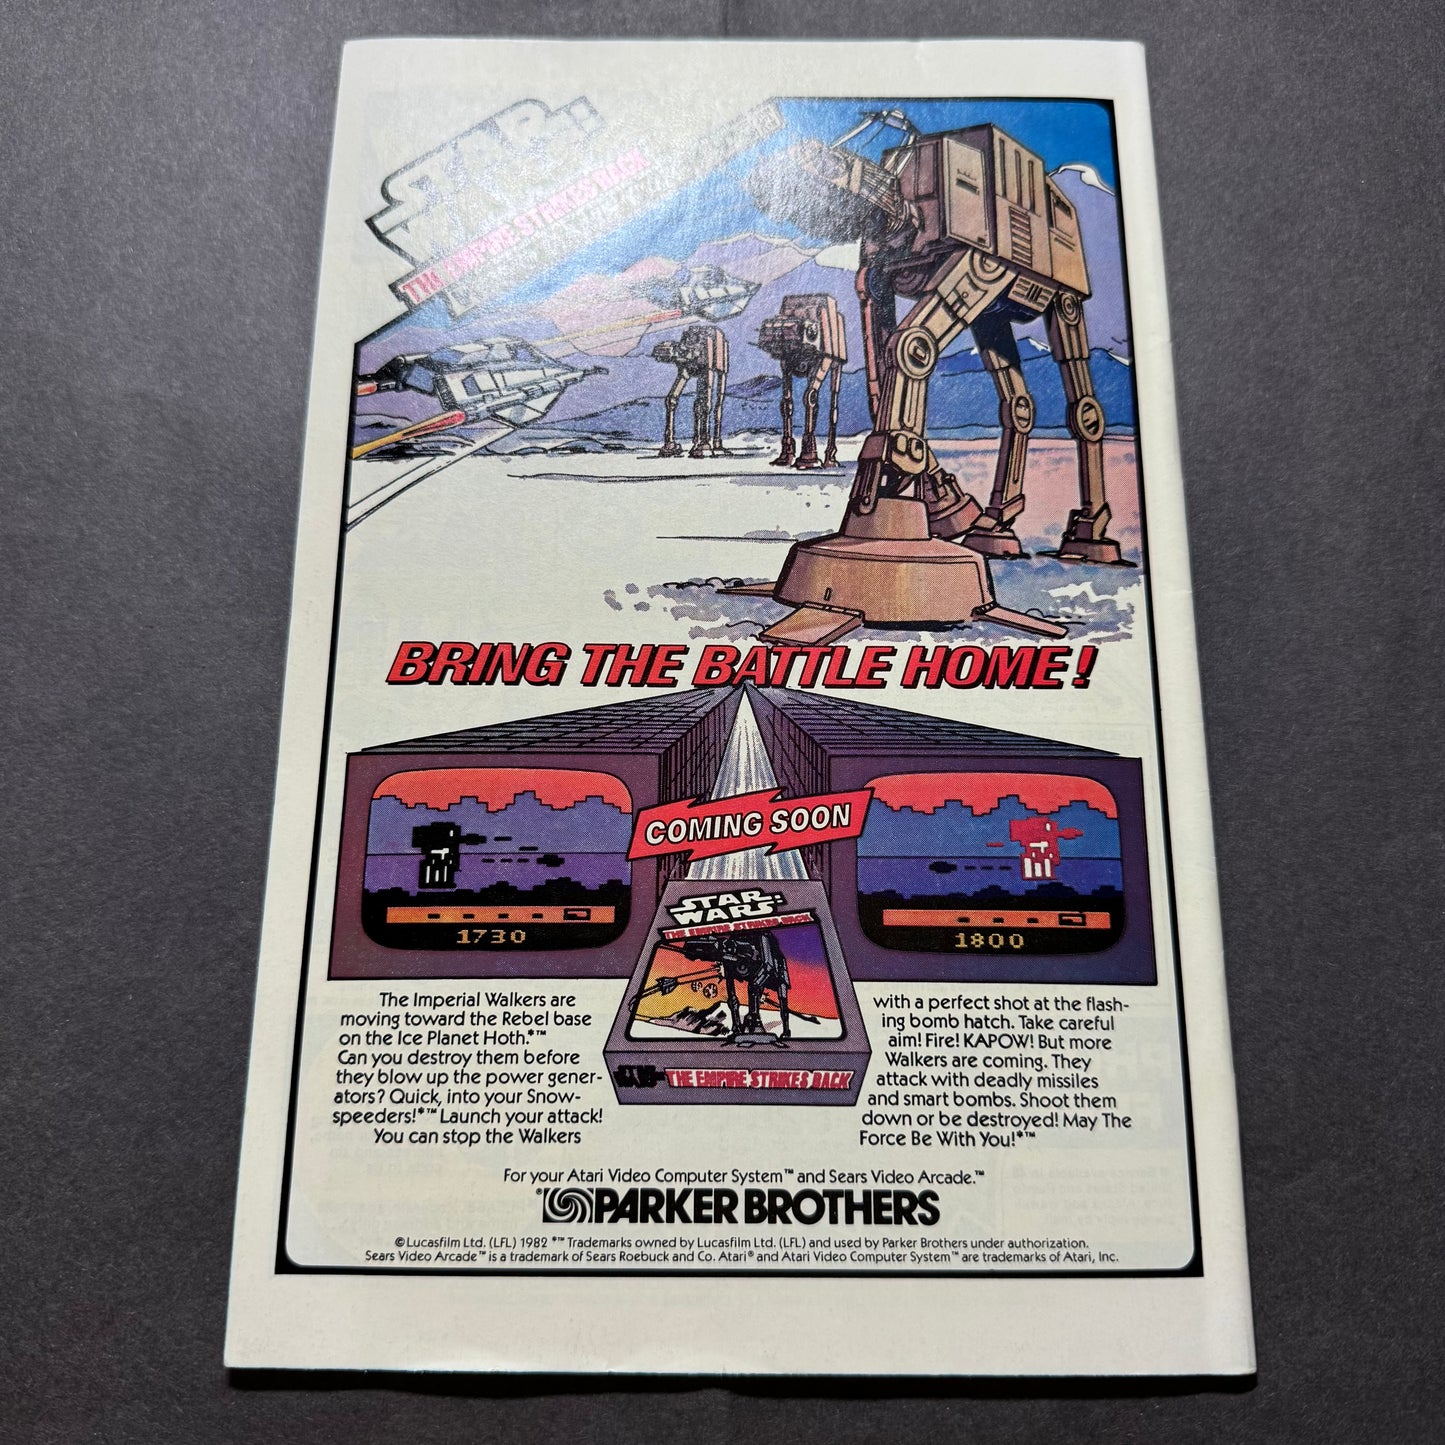 STAR
WARS:
THE EMPIRE STRIKES BACK
BRING THE BATTLE HOME!
COMING SOON
1730
1800
STAR
WARS:
THE EMPIRE STRIKES BACK
STAR
WARS
THE EMPIRE STRIKES BACK
The Imperial Walkers are
moving toward the Rebel base
on the Ice Planet Hoth.*™
Can you destroy them before
they blow up the power gener-
ators? Quick, into your Snow-
speeders!*™ Launch your attack!
You can stop the Walkers
with a perfect shot at the flash-
ing bomb hatch. Take careful
aim! Fire! KAPOW! But more
Walkers are coming. They
attack with deadly missiles
and smart bombs. Shoot them
down or be destroyed! May The
Force Be With You!*™
For your Atari Video Computer System™ and Sears Video Arcade.™
®PARKER BROTHERS
©Lucasfilm Ltd. (LFL) 1982 *™ Trademarks owned by Lucasfilm Ltd. (LFL) and used by Parker Brothers under authorization.
Sears Video Arcade™ is a trademark of Sears Roebuck and Co. Atari® and Atari Video Computer System™ are trademarks of Atari, Inc.